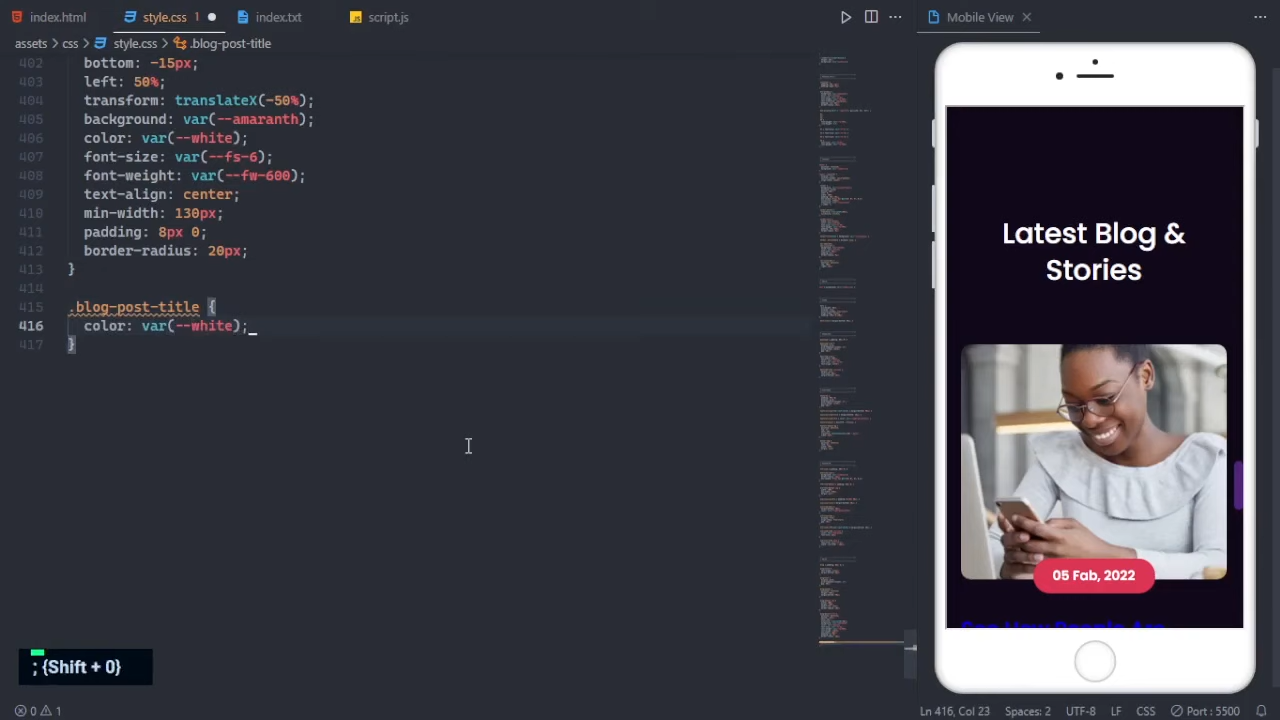 index.html
style.css 1
index.txt
script.js
Mobile View
assets > css > style.css > .blog-post-title
402 bottom: -15px;
403 left: 50%;
404 transform: translateX(-50%);
405 background: var(--amaranth);
406 color: var(--white);
407 font-size: var(--fs-6);
408 font-weight: var(--fw-600);
409 text-align: center;
410 min-width: 130px;
411 padding: 8px 0;
412 border-radius: 20px;
413 }
414
415 .blog-post-title {
416 color: var(--white);
417 }
Latest Blog &
Stories
05 Fab, 2022
See How People Are
; {Shift + 0}
0 1
Ln 416, Col 23 Spaces: 2 UTF-8 LF CSS Port : 5500